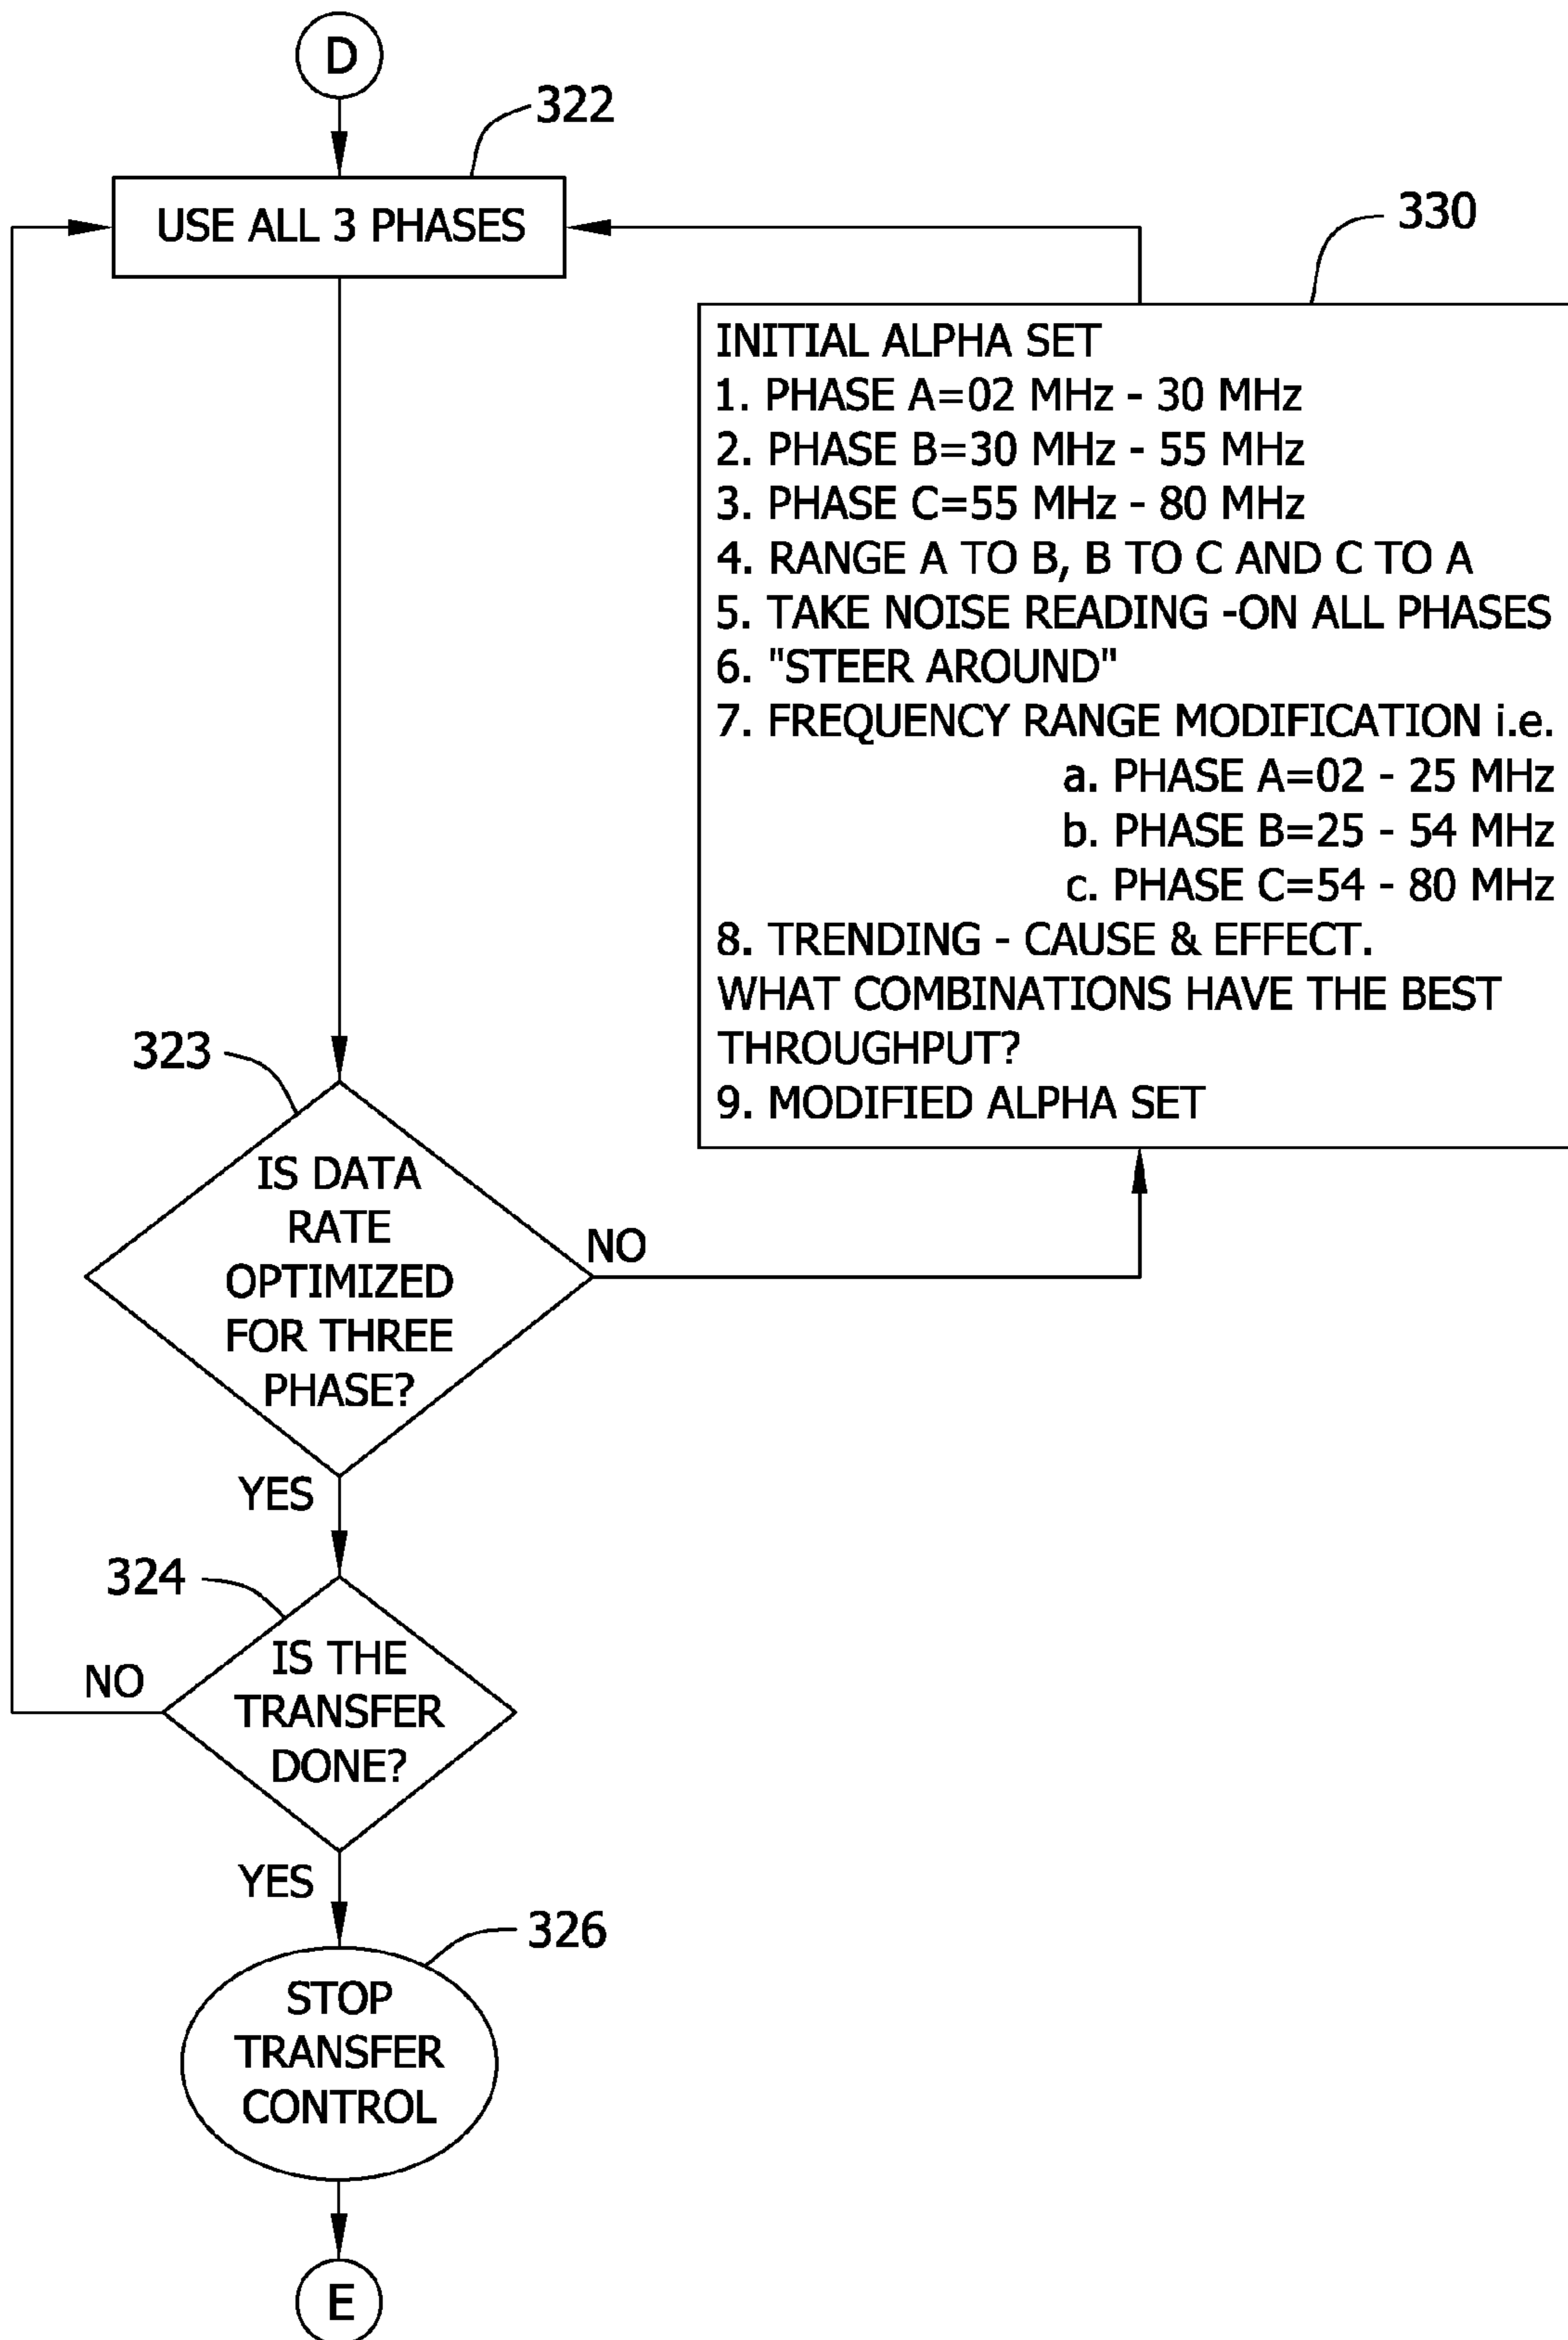 D
322
USE ALL 3 PHASES
330
INITIAL ALPHA SET
1. PHASE A=02 MHz - 30 MHz
2. PHASE B=30 MHz - 55 MHz
3. PHASE C=55 MHz - 80 MHz
4. RANGE A TO B, B TO C AND C TO A
5. TAKE NOISE READING -ON ALL PHASES
6. "STEER AROUND"
7. FREQUENCY RANGE MODIFICATION i.e.
a. PHASE A=02 - 25 MHz
b. PHASE B=25 - 54 MHz
c. PHASE C=54 - 80 MHz
8. TRENDING - CAUSE & EFFECT.
WHAT COMBINATIONS HAVE THE BEST
THROUGHPUT?
9. MODIFIED ALPHA SET
323
IS DATA
RATE
OPTIMIZED
FOR THREE
PHASE?
NO
YES
324
IS THE
TRANSFER
DONE?
NO
YES
326
STOP
TRANSFER
CONTROL
E